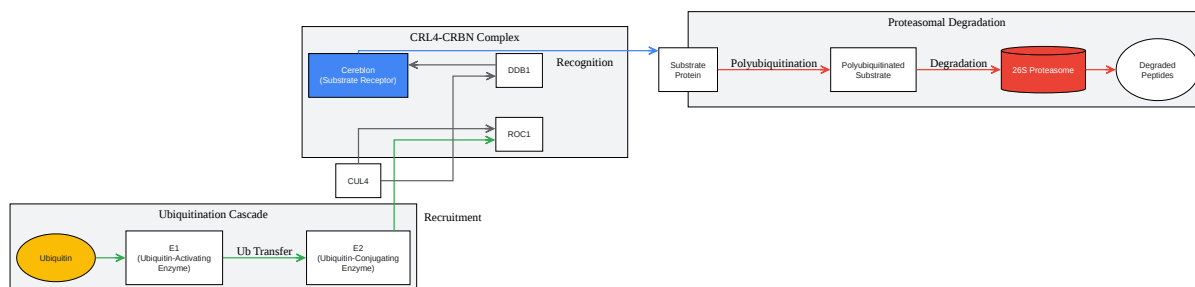 Proteasomal Degradation
CRL4-CRBN Complex
Cereblon
(Substrate Receptor)
Recognition
DDB1
Substrate
Protein
Polyubiquitination
Polyubiquitinated
Substrate
Degradation
26S Proteasome
Degraded
Peptides
ROC1
CUL4
Ubiquitination Cascade
Recruitment
Ubiquitin
E1
(Ubiquitin-Activating
Enzyme)
Ub Transfer
E2
(Ubiquitin-Conjugating
Enzyme)